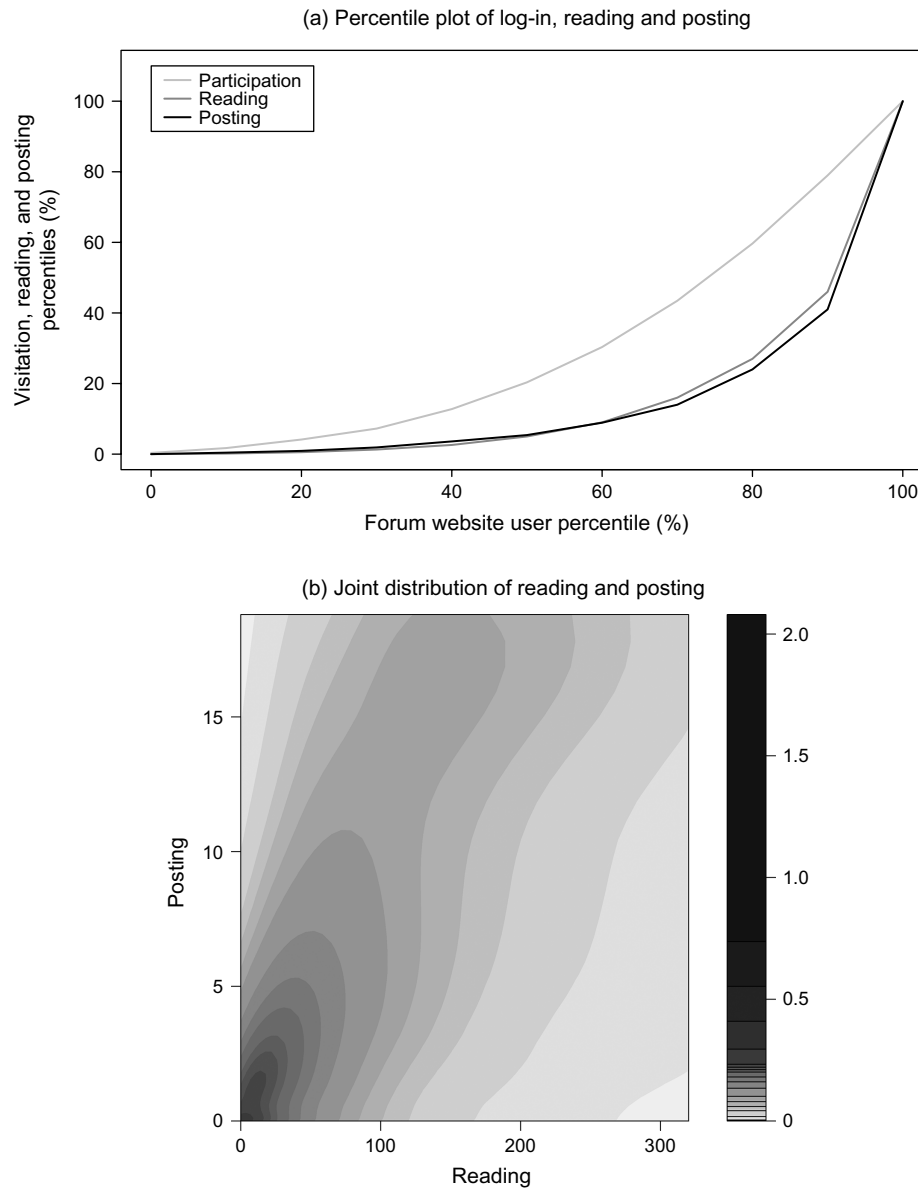 (a) Percentile plot of log-in, reading and posting
Participation
Reading
Posting
Visitation, reading, and posting
percentiles (%)
100
80
60
40
20
0
0 20 40 60 80 100
Forum website user percentile (%)
(b) Joint distribution of reading and posting
Posting
15
10
5
0
0 100 200 300
Reading
2.0
1.5
1.0
0.5
0